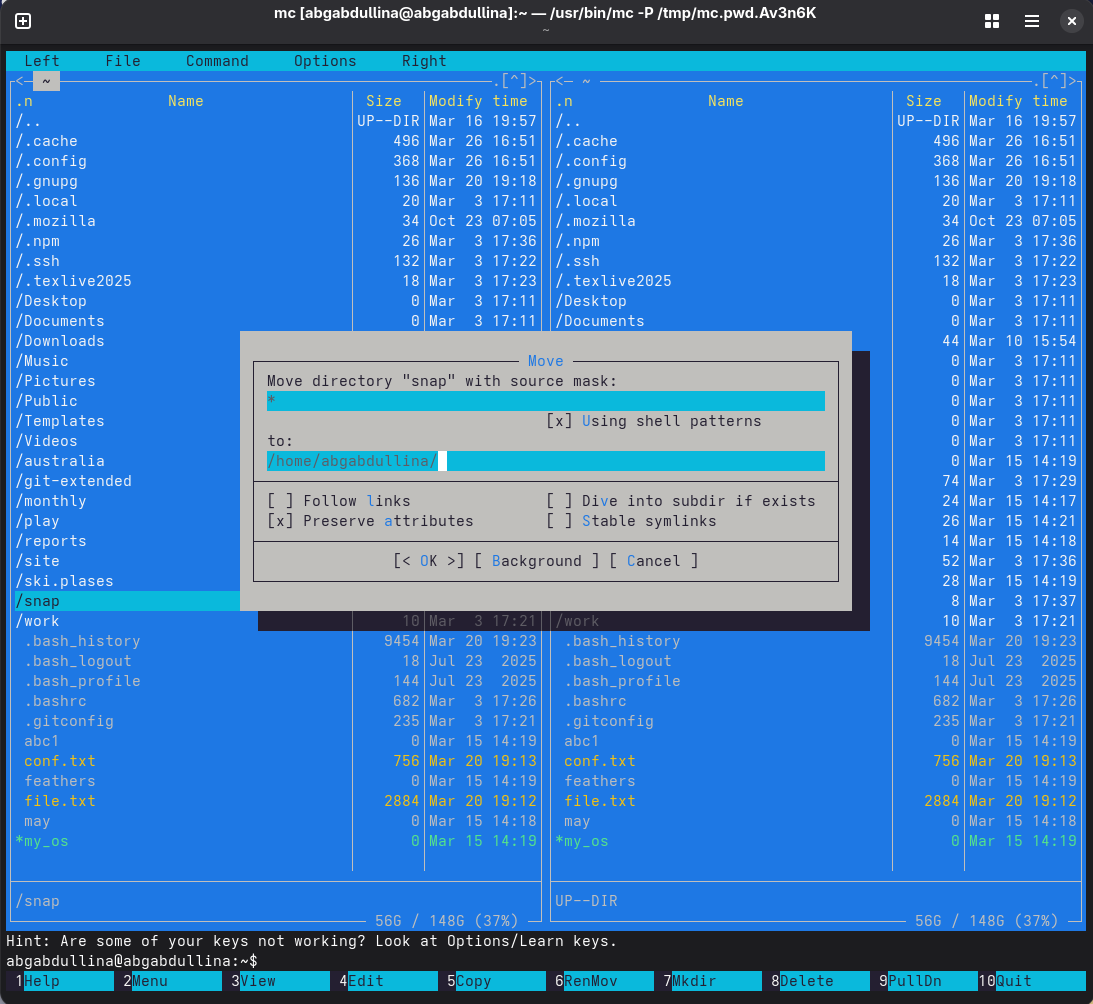 mc [abgabdullina@abgabdullina]:~ — /usr/bin/mc -P /tmp/mc.pwd.Av3n6K
~
Left File Command Options Right
<— ~ .[^]> <— ~ .[^]>
.n Name Size Modify time .n Name Size Modify time
/.. UP--DIR Mar 16 19:57 /.. UP--DIR Mar 16 19:57
/.cache 496 Mar 26 16:51 /.cache 496 Mar 26 16:51
/.config 368 Mar 26 16:51 /.config 368 Mar 26 16:51
/.gnupg 136 Mar 20 19:18 /.gnupg 136 Mar 20 19:18
/.local 20 Mar 3 17:11 /.local 20 Mar 3 17:11
/.mozilla 34 Oct 23 07:05 /.mozilla 34 Oct 23 07:05
/.npm 26 Mar 3 17:36 /.npm 26 Mar 3 17:36
/.ssh 132 Mar 3 17:22 /.ssh 132 Mar 3 17:22
/.texlive2025 18 Mar 3 17:23 /.texlive2025 18 Mar 3 17:23
/Desktop 0 Mar 3 17:11 /Desktop 0 Mar 3 17:11
/Documents 0 Mar 3 17:11 /Documents 0 Mar 3 17:11
/Downloads 44 Mar 10 15:54
/Music Move 0 Mar 3 17:11
/Pictures Move directory "snap" with source mask: 0 Mar 3 17:11
/Public * 0 Mar 3 17:11
/Templates [x] Using shell patterns 0 Mar 3 17:11
/Videos to: 0 Mar 3 17:11
/australia /home/abgabdullina/ 0 Mar 15 14:19
/git-extended 74 Mar 3 17:29
/monthly [ ] Follow links [ ] Dive into subdir if exists 24 Mar 15 14:17
/play [x] Preserve attributes [ ] Stable symlinks 26 Mar 15 14:21
/reports 14 Mar 15 14:18
/site [< OK >] [ Background ] [ Cancel ] 52 Mar 3 17:36
/ski.plases 28 Mar 15 14:19
/snap 8 Mar 3 17:37
/work 10 Mar 3 17:21 /work 10 Mar 3 17:21
.bash_history 9454 Mar 20 19:23 .bash_history 9454 Mar 20 19:23
.bash_logout 18 Jul 23 2025 .bash_logout 18 Jul 23 2025
.bash_profile 144 Jul 23 2025 .bash_profile 144 Jul 23 2025
.bashrc 682 Mar 3 17:26 .bashrc 682 Mar 3 17:26
.gitconfig 235 Mar 3 17:21 .gitconfig 235 Mar 3 17:21
abc1 0 Mar 15 14:19 abc1 0 Mar 15 14:19
conf.txt 756 Mar 20 19:13 conf.txt 756 Mar 20 19:13
feathers 0 Mar 15 14:19 feathers 0 Mar 15 14:19
file.txt 2884 Mar 20 19:12 file.txt 2884 Mar 20 19:12
may 0 Mar 15 14:18 may 0 Mar 15 14:18
*my_os 0 Mar 15 14:19 *my_os 0 Mar 15 14:19
/snap UP--DIR
56G / 148G (37%) 56G / 148G (37%)
Hint: Are some of your keys not working? Look at Options/Learn keys.
abgabdullina@abgabdullina:~$
1Help 2Menu 3View 4Edit 5Copy 6RenMov 7Mkdir 8Delete 9PullDn 10Quit